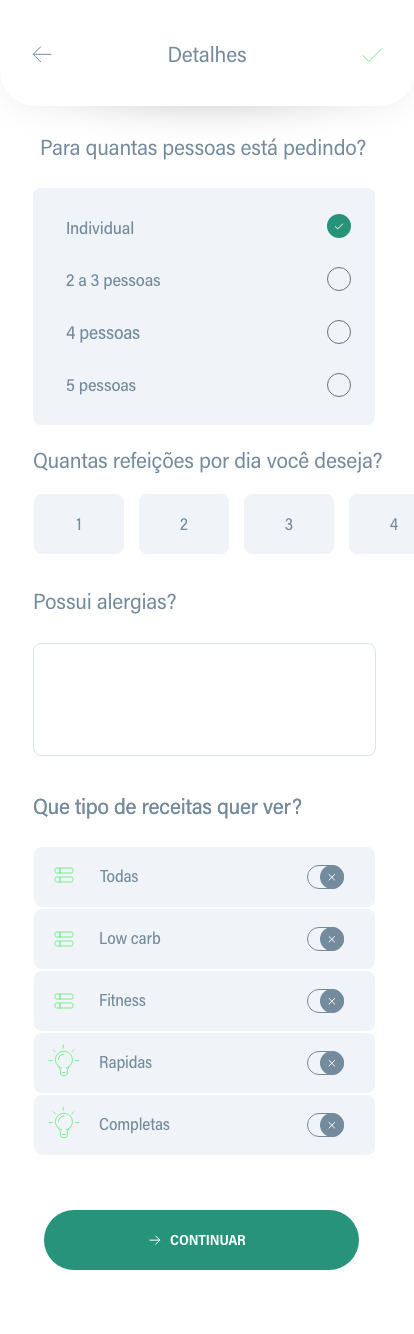 Detalhes
Para quantas pessoas está pedindo?
Individual
2 a 3 pessoas
4 pessoas
5 pessoas
Quantas refeições por dia você deseja?
1 2 3 4
Possui alergias?
Que tipo de receitas quer ver?
Todas
Low carb
Fitness
Rapidas
Completas
CONTINUAR